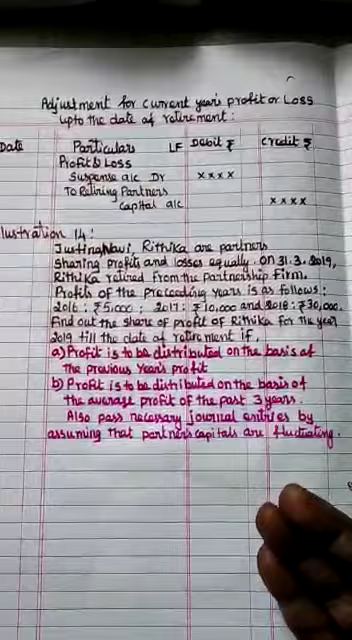 Adjustment for current year's profit or Loss
upto the date of retirement:
Date Particulars LF Debit ₹ Credit ₹
Profit & Loss
Suspense a/c Dr xxxx
To Retiring Partners
Capital a/c xxxx
lustration 14:
Justina, Navi, Rithika are partners
sharing profits and losses equally. on 31.3.2019,
Rithika retired from the partnership firm.
Profits of the preceeding years is as follows:
2016: ₹5,000; 2017: ₹10,000 and 2018: ₹30,000.
Find out the share of profit of Rithika for the year
2019 till the date of retirement if,
a) Profit is to be distributed on the basis of
the previous year's profit
b) Profit is to be distributed on the basis of
the average profit of the past 3 years.
Also pass necessary journal entries by
assuming that partners capitals are fluctuating.